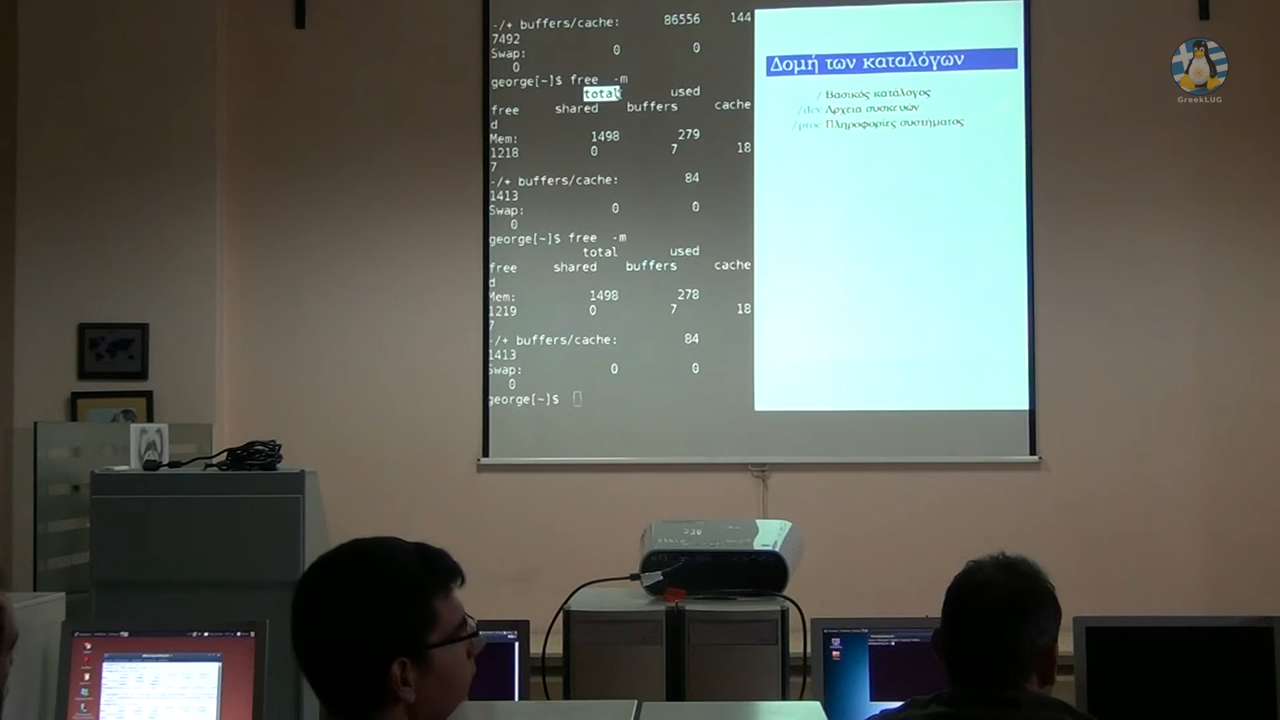 -/+ buffers/cache: 86556 144
7492
Swap: 0 0
0
george[~]$ free -m
total used
free shared buffers cache
d
Mem: 1498 279
1218 0 7 18
7
-/+ buffers/cache: 84
1413
Swap: 0 0
0
george[~]$ free -m
total used
free shared buffers cache
d
Mem: 1498 278
1219 0 7 18
7
-/+ buffers/cache: 84
1413
Swap: 0 0
0
george[~]$
Δομή των καταλόγων
/ Βασικός κατάλογος
/dev Αρχεία συσκευών
/proc Πληροφορίες συστήματος
GreekLUG